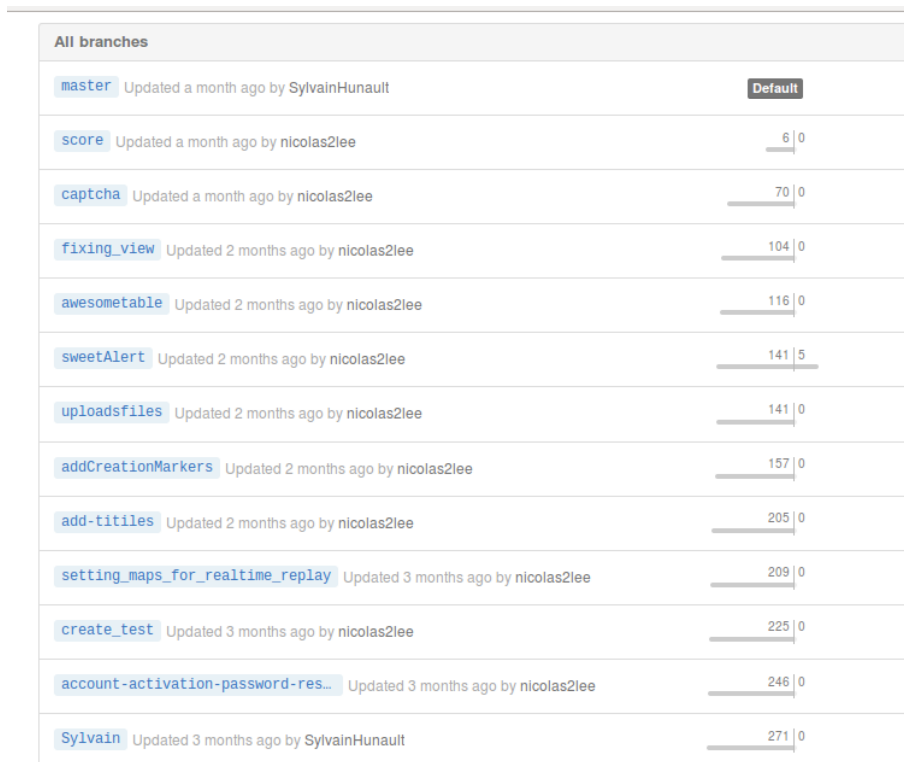 All branches
master Updated a month ago by SylvainHunault Default
score Updated a month ago by nicolas2lee 6 0
captcha Updated a month ago by nicolas2lee 70 0
fixing_view Updated 2 months ago by nicolas2lee 104 0
awesometable Updated 2 months ago by nicolas2lee 116 0
sweetAlert Updated 2 months ago by nicolas2lee 141 5
uploadsfiles Updated 2 months ago by nicolas2lee 141 0
addCreationMarkers Updated 2 months ago by nicolas2lee 157 0
add-titiles Updated 2 months ago by nicolas2lee 205 0
setting_maps_for_realtime_replay Updated 3 months ago by nicolas2lee 209 0
create_test Updated 3 months ago by nicolas2lee 225 0
account-activation-password-res… Updated 3 months ago by nicolas2lee 246 0
Sylvain Updated 3 months ago by SylvainHunault 271 0